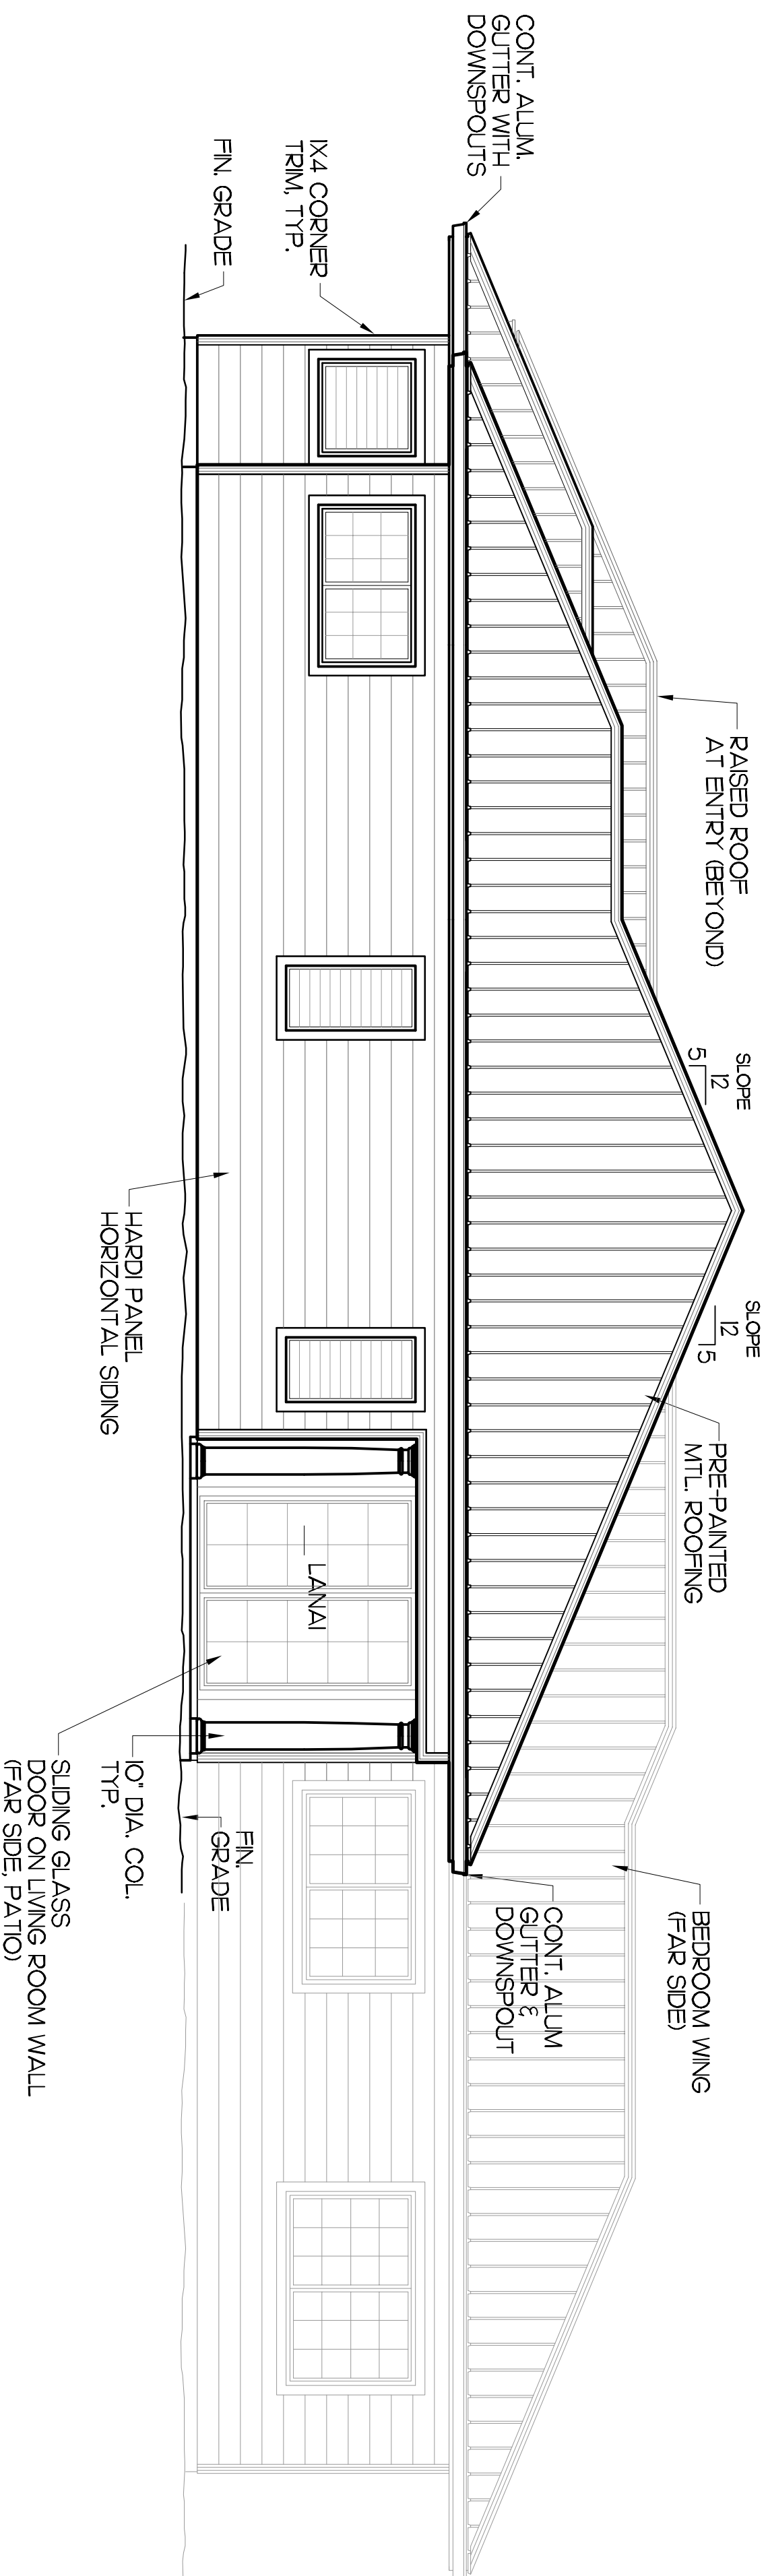 CONT. ALUM.
GUTTER WITH
DOWNSPOUTS
1X4 CORNER
TRIM, TYP.
FIN. GRADE
RAISED ROOF
AT ENTRY (BEYOND)
SLOPE
12
5
SLOPE
12
5
PRE-PAINTED
MTL. ROOFING
BEDROOM WING
(FAR SIDE)
CONT. ALUM
GUTTER &
DOWNSPOUT
LANAI
HARDI PANEL
HORIZONTAL SIDING
FIN.
GRADE
10" DIA. COL.
TYP.
SLIDING GLASS
DOOR ON LIVING ROOM WALL
(FAR SIDE, PATIO)